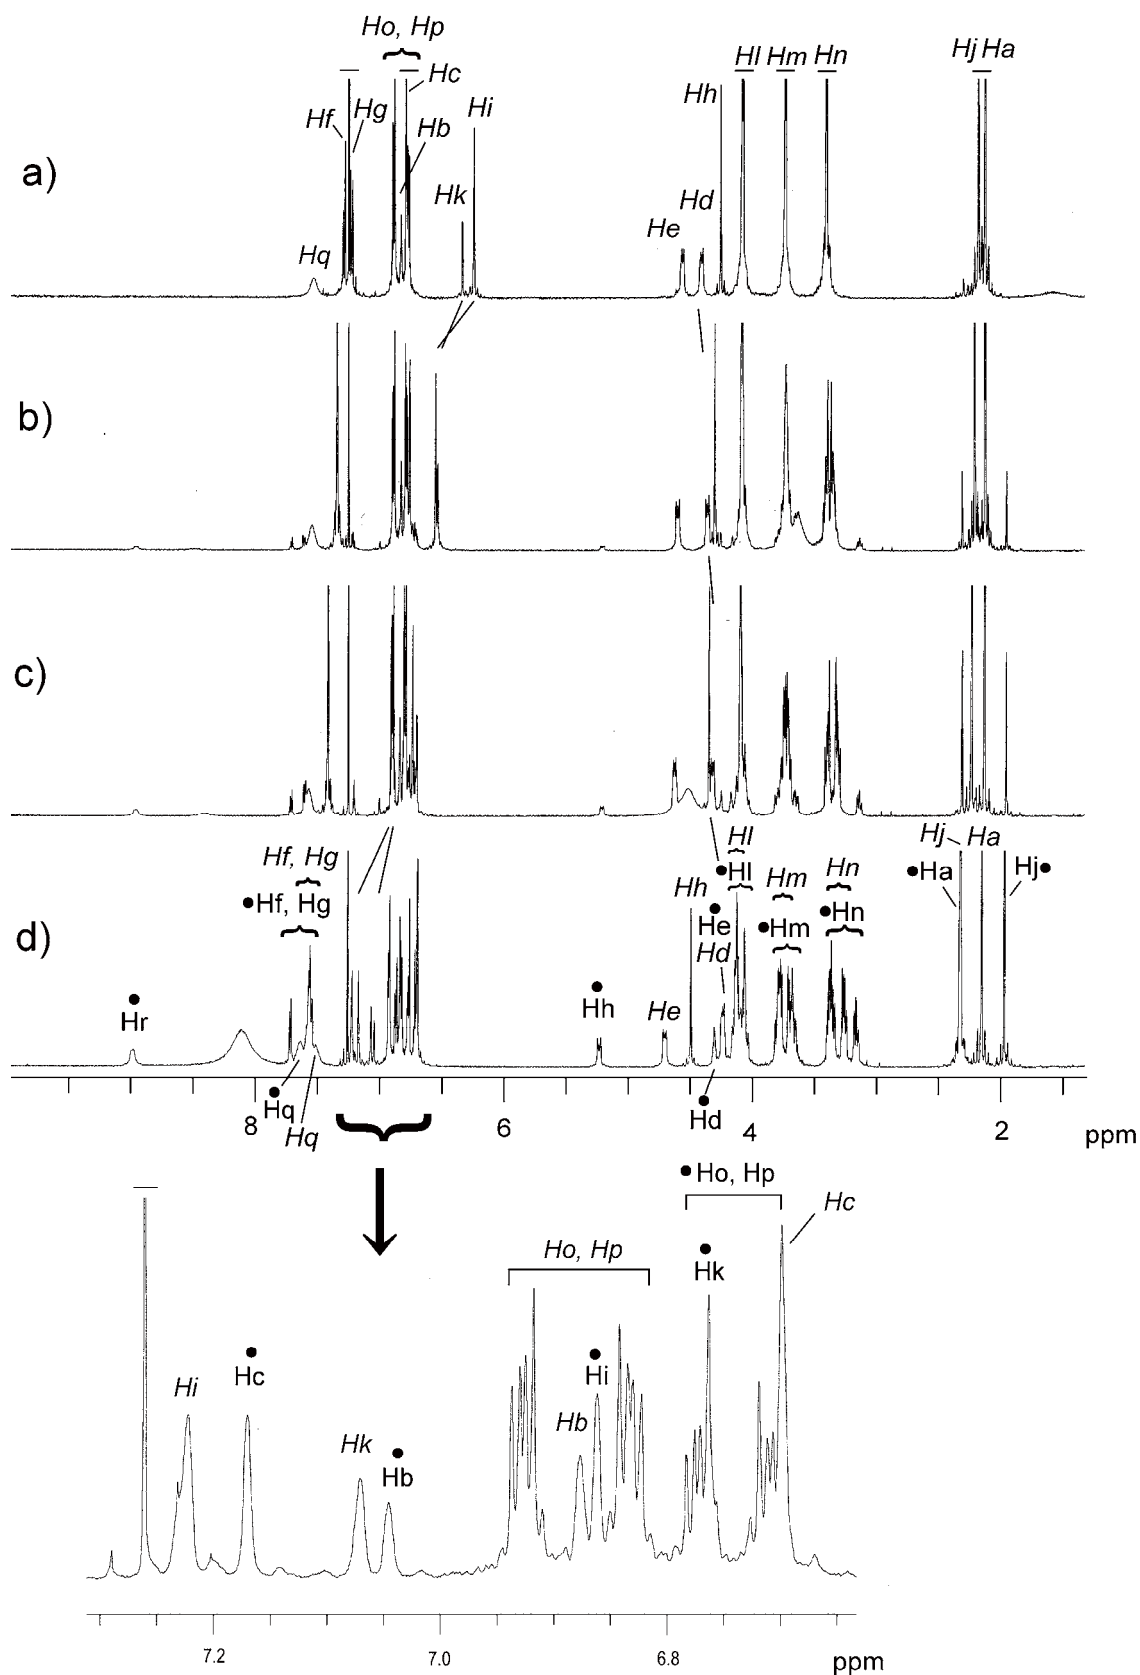 Ho, Hp
Hl Hm Hn
Hj Ha
Hc
Hf Hg
Hb
Hi
Hh
a)
Hk
Hd
He
Hq
b)
c)
Hf, Hg
•Hf, Hg
Hl
•Hl
Hj Ha
•Ha
Hj•
Hh
Hm
Hn
•Hn
•
He
•Hm
Hd
d)
•
Hr
•
Hh
He
•
Hq
Hq
•
Hd
8 6 4 2 ppm
• Ho, Hp
Hc
Ho, Hp
•
Hk
•
Hc
•
Hi
Hi
Hb
Hk
•
Hb
7.2 7.0 6.8 ppm